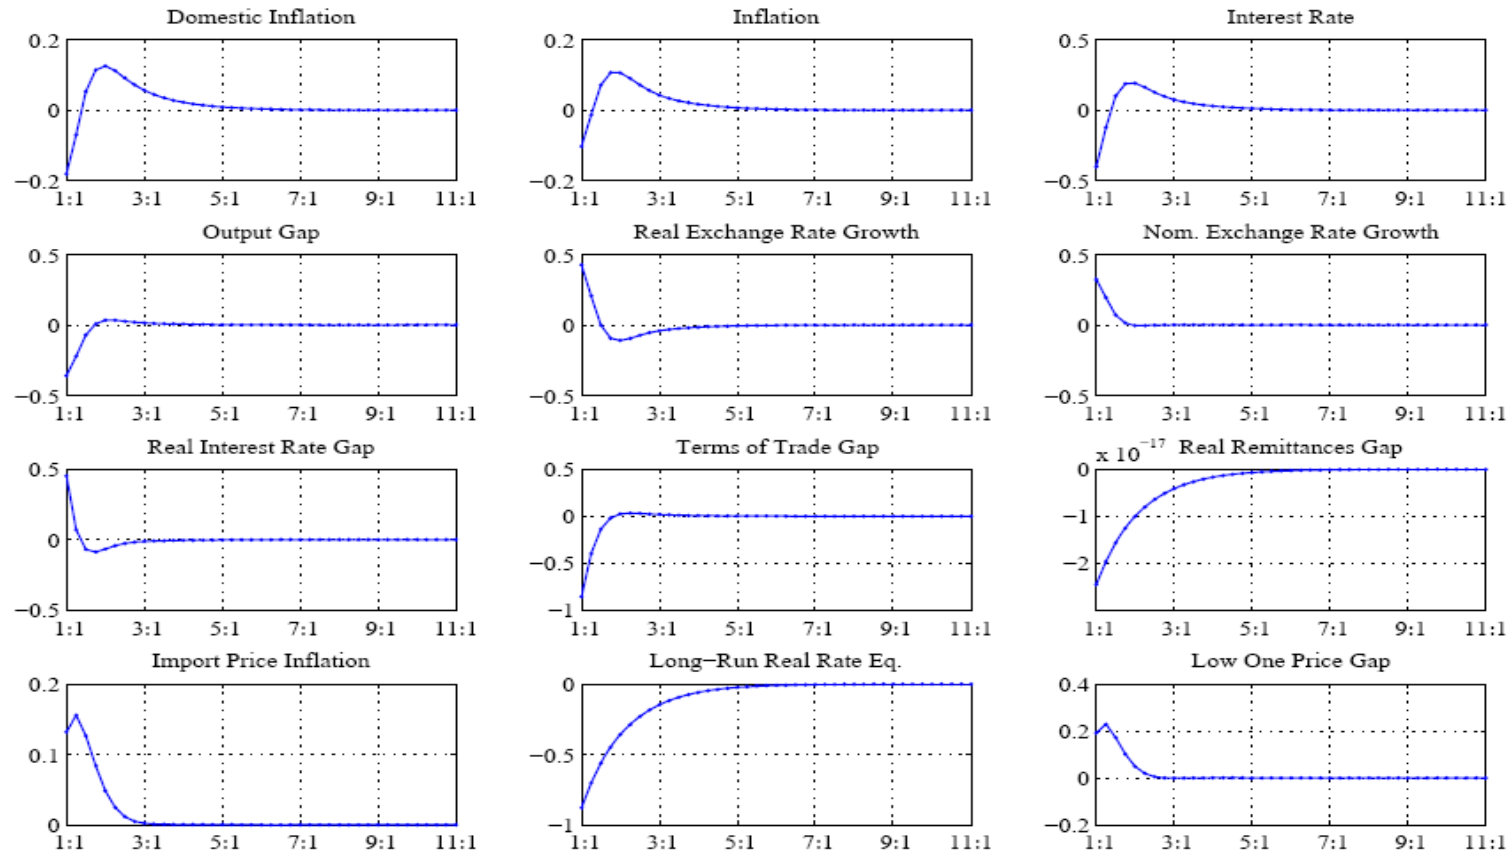 Domestic Inflation
0.2
0
−0.2
1:1 3:1 5:1 7:1 9:1 11:1
Inflation
0.2
0
−0.2
1:1 3:1 5:1 7:1 9:1 11:1
Interest Rate
0.5
0
−0.5
1:1 3:1 5:1 7:1 9:1 11:1
Output Gap
0.5
0
−0.5
1:1 3:1 5:1 7:1 9:1 11:1
Real Exchange Rate Growth
0.5
0
−0.5
1:1 3:1 5:1 7:1 9:1 11:1
Nom. Exchange Rate Growth
0.5
0
−0.5
1:1 3:1 5:1 7:1 9:1 11:1
Real Interest Rate Gap
0.5
0
−0.5
1:1 3:1 5:1 7:1 9:1 11:1
Terms of Trade Gap
0.5
0
−0.5
−1
1:1 3:1 5:1 7:1 9:1 11:1
x 10⁻¹⁷ Real Remittances Gap
0
−1
−2
1:1 3:1 5:1 7:1 9:1 11:1
Import Price Inflation
0.2
0.1
0
1:1 3:1 5:1 7:1 9:1 11:1
Long−Run Real Rate Eq.
0
−0.5
−1
1:1 3:1 5:1 7:1 9:1 11:1
Low One Price Gap
0.4
0.2
0
−0.2
1:1 3:1 5:1 7:1 9:1 11:1